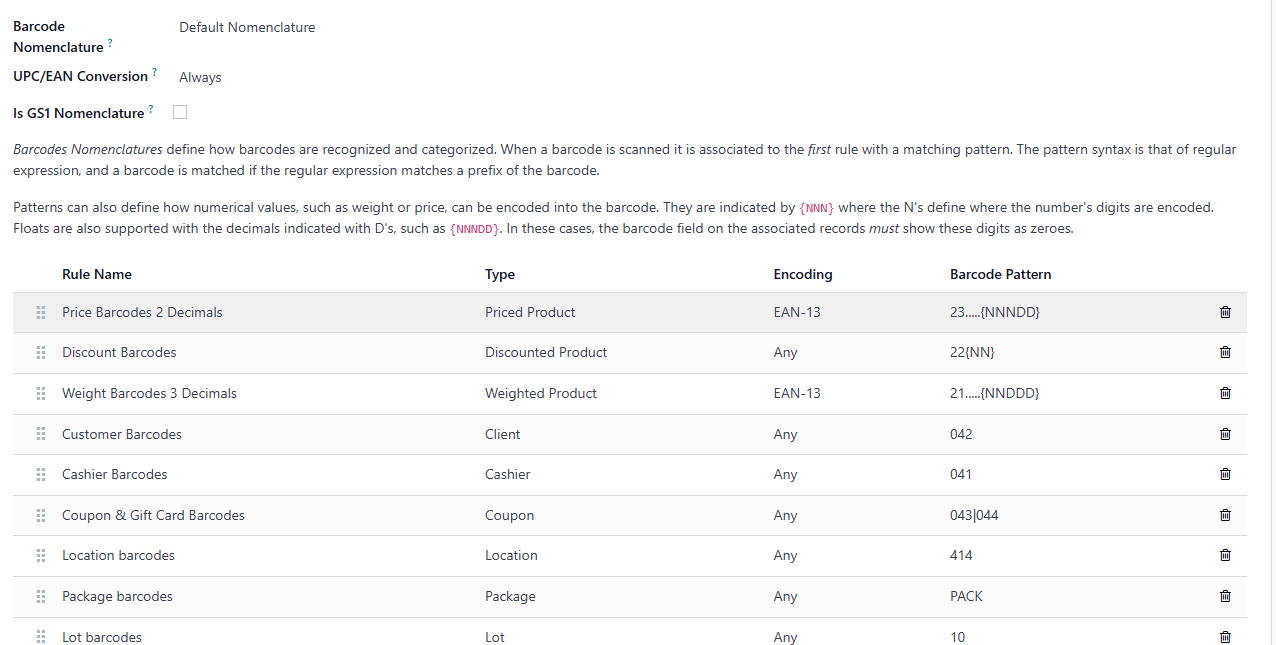 Barcode
Nomenclature ? Default Nomenclature
UPC/EAN Conversion ? Always
Is GS1 Nomenclature ?
Barcodes Nomenclatures define how barcodes are recognized and categorized. When a barcode is scanned it is associated to the first rule with a matching pattern. The pattern syntax is that of regular
expression, and a barcode is matched if the regular expression matches a prefix of the barcode.
Patterns can also define how numerical values, such as weight or price, can be encoded into the barcode. They are indicated by {NNN} where the N's define where the number's digits are encoded.
Floats are also supported with the decimals indicated with D's, such as {NNNDD}. In these cases, the barcode field on the associated records must show these digits as zeroes.
Rule Name Type Encoding Barcode Pattern
Price Barcodes 2 Decimals Priced Product EAN-13 23.....{NNNDD}
Discount Barcodes Discounted Product Any 22{NN}
Weight Barcodes 3 Decimals Weighted Product EAN-13 21.....{NNDDD}
Customer Barcodes Client Any 042
Cashier Barcodes Cashier Any 041
Coupon & Gift Card Barcodes Coupon Any 043|044
Location barcodes Location Any 414
Package barcodes Package Any PACK
Lot barcodes Lot Any 10